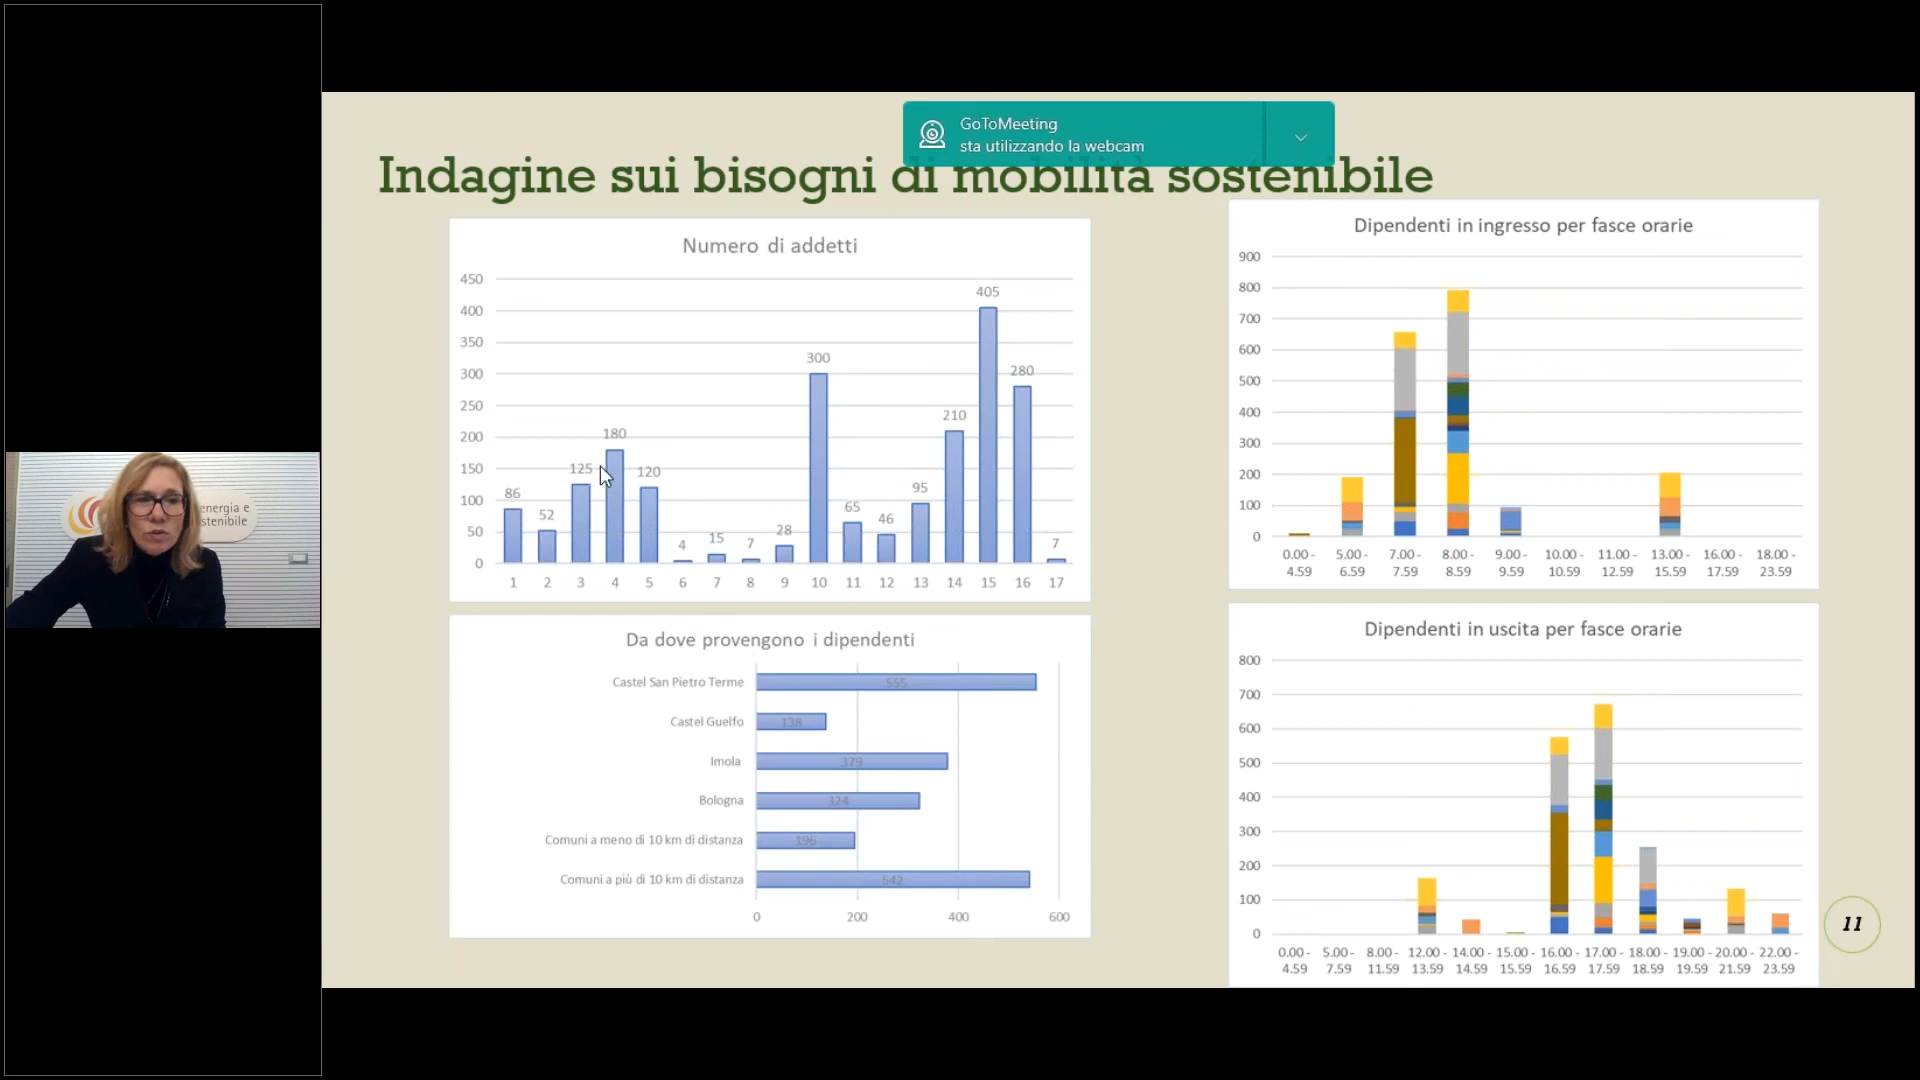 GoToMeeting
sta utilizzando la webcam
Indagine sui bisogni di mobilità sostenibile
Numero di addetti
450
400
350
300
250
200
150
100
50
0
86
52
125
180
120
4
15
7
28
300
65
46
95
210
405
280
7
1 2 3 4 5 6 7 8 9 10 11 12 13 14 15 16 17
Da dove provengono i dipendenti
Castel San Pietro Terme 555
Castel Guelfo 138
Imola 379
Bologna 324
Comuni a meno di 10 km di distanza 196
Comuni a più di 10 km di distanza 542
0 200 400 600
Dipendenti in ingresso per fasce orarie
900
800
700
600
500
400
300
200
100
0
0.00 - 5.00 - 7.00 - 8.00 - 9.00 - 10.00 - 11.00 - 13.00 - 16.00 - 18.00 -
4.59 6.59 7.59 8.59 9.59 10.59 12.59 15.59 17.59 23.59
Dipendenti in uscita per fasce orarie
800
700
600
500
400
300
200
100
0
0.00 - 5.00 - 8.00 - 12.00 - 14.00 - 15.00 - 16.00 - 17.00 - 18.00 - 19.00 - 20.00 - 22.00 -
4.59 7.59 11.59 13.59 14.59 15.59 16.59 17.59 18.59 19.59 21.59 23.59
11
energia e
stenibile